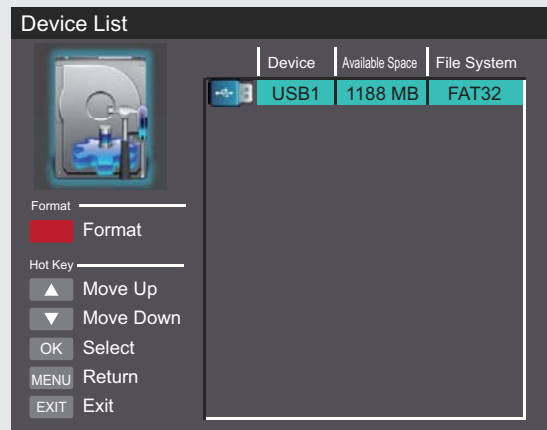 Device List
Device Available Space File System
USB1 1188 MB FAT32
Format
Format
Hot Key
Move Up
Move Down
OK Select
MENU Return
EXIT Exit